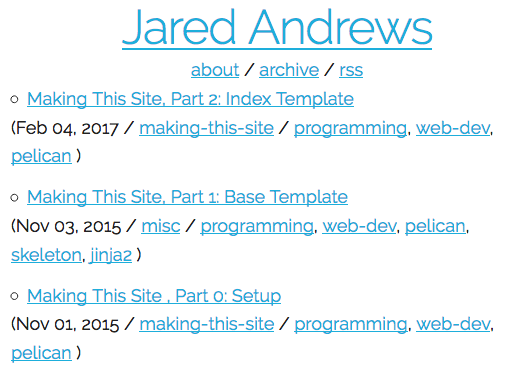 Jared Andrews
about / archive / rss
Making This Site, Part 2: Index Template
(Feb 04, 2017 / making-this-site / programming, web-dev,
pelican )
Making This Site, Part 1: Base Template
(Nov 03, 2015 / misc / programming, web-dev, pelican,
skeleton, jinja2 )
Making This Site , Part 0: Setup
(Nov 01, 2015 / making-this-site / programming, web-dev,
pelican )